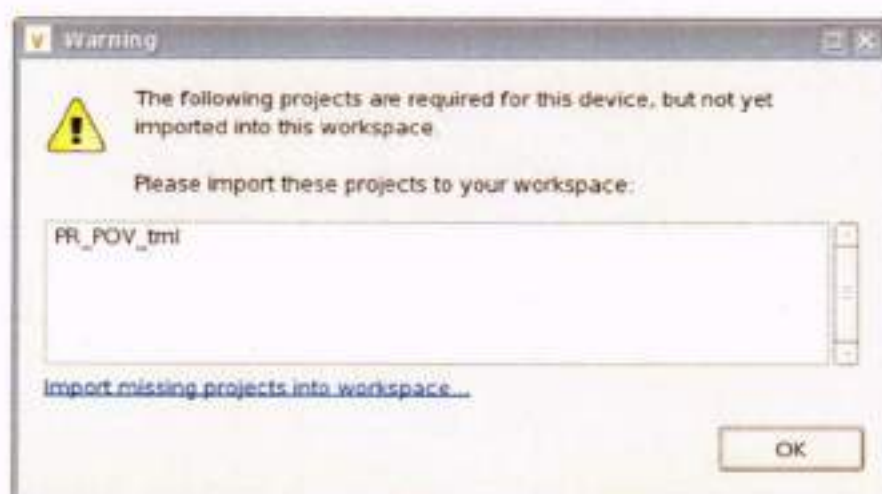 V Warning
The following projects are required for this device, but not yet
imported into this workspace.
Please import these projects to your workspace:
PR_POV_tml
Import missing projects into workspace...
OK